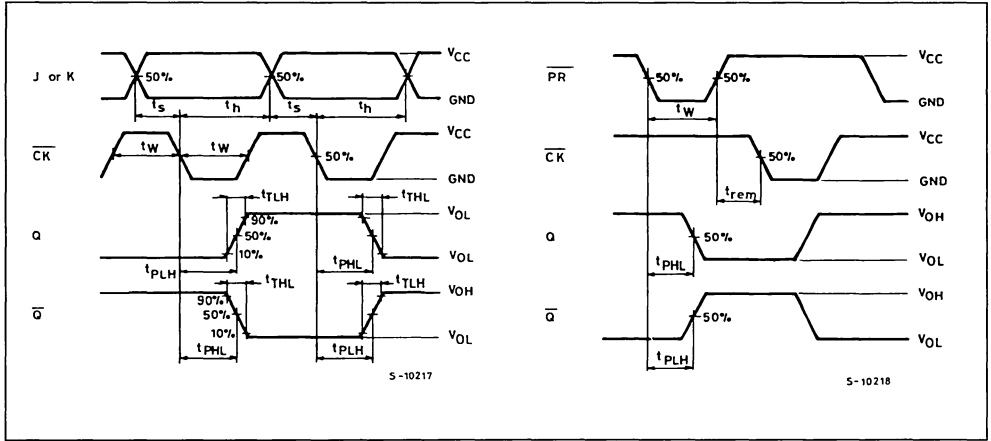 J or K
50%
50%
VCC
GND
ts
th
ts
th
CK
tW
tW
50%
VCC
GND
tTLH
tTHL
Q
90%
50%
10%
VOL
VOL
tPLH
tPHL
tTHL
tTLH
Q
90%
50%
10%
VOH
VOL
tPHL
tPLH
S-10217
PR
50%
50%
VCC
GND
tW
CK
50%
VCC
GND
trem
Q
50%
VOH
VOL
tPHL
Q
50%
VOH
VOL
tPLH
S-10218